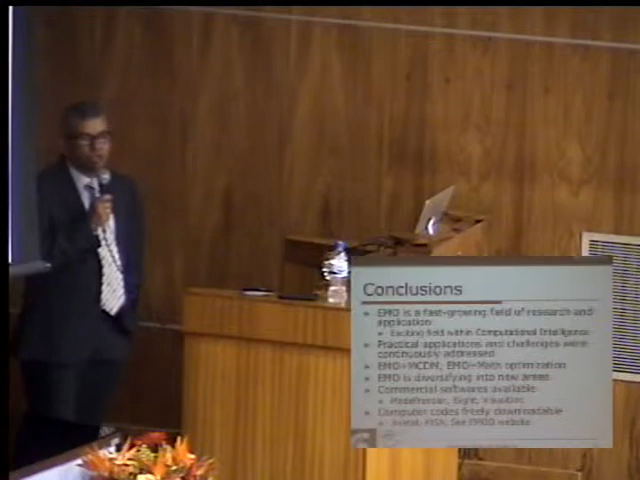 Conclusions
EMO is a fast-growing field of research and
application
Exciting field within Computational Intelligence
Practical applications and challenges were
continuously addressed
EMO+MCDM, EMO+Math optimization
EMO is diversifying into new areas
Commercial softwares available
Computer codes freely downloadable